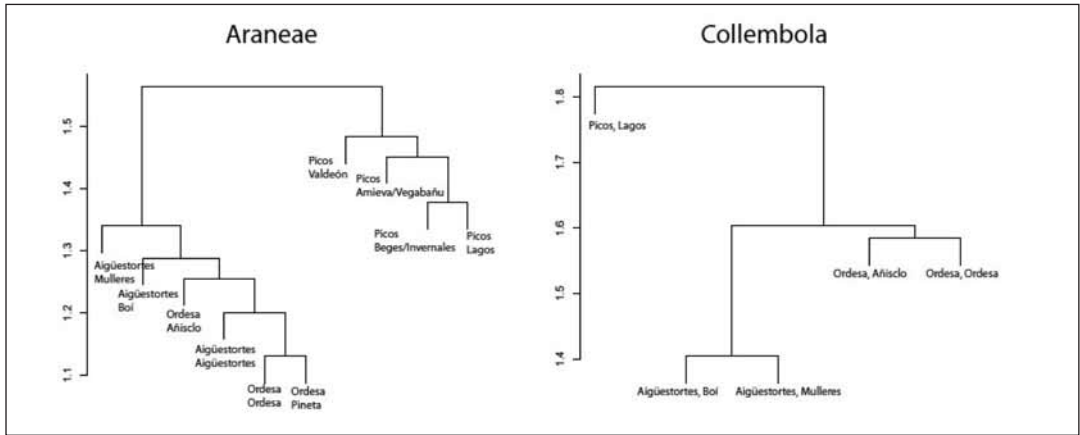 Araneae
1.5
1.4
1.3
1.2
1.1
Picos
Valdeón
Picos
Amieva/Vegabañu
Picos
Beges/Invernales
Picos
Lagos
Aigüestortes
Mulleres
Aigüestortes
Boí
Ordesa
Añisclo
Aigüestortes
Aigüestortes
Ordesa
Ordesa
Ordesa
Pineta
Collembola
1.8
1.7
1.6
1.5
1.4
Picos, Lagos
Ordesa, Añisclo
Ordesa, Ordesa
Aigüestortes, Boí
Aigüestortes, Mulleres